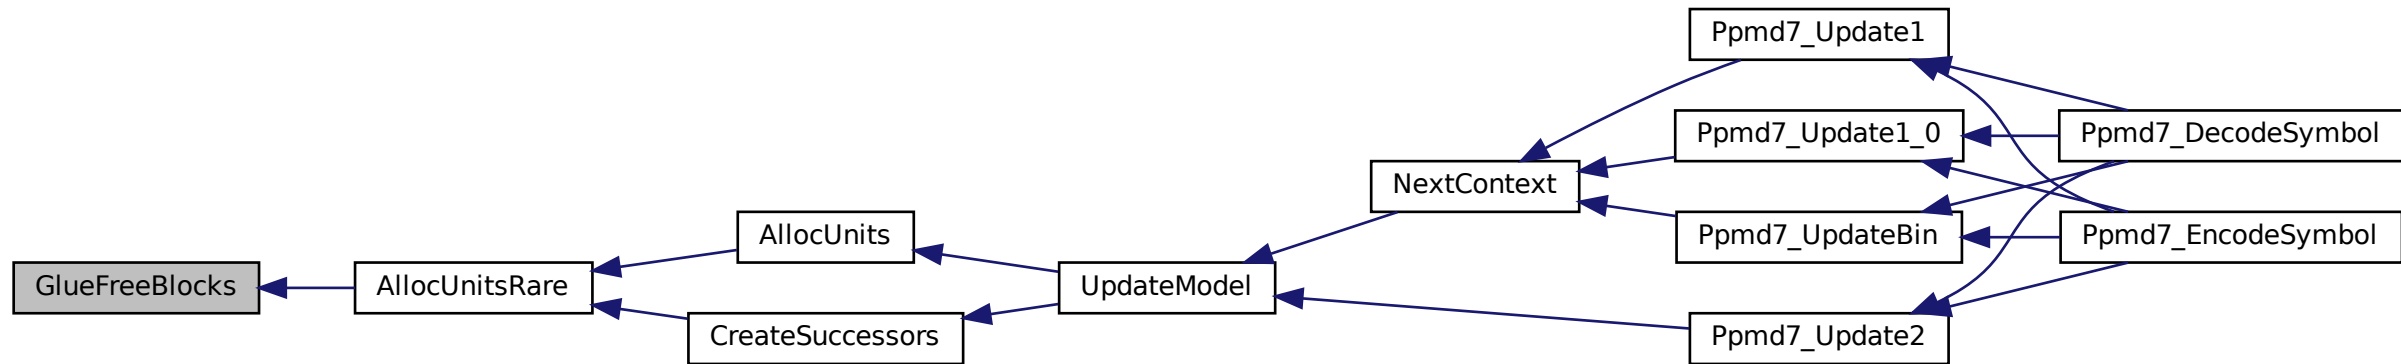 GlueFreeBlocks
AllocUnitsRare
AllocUnits
CreateSuccessors
UpdateModel
NextContext
Ppmd7_Update1
Ppmd7_Update1_0
Ppmd7_UpdateBin
Ppmd7_Update2
Ppmd7_DecodeSymbol
Ppmd7_EncodeSymbol